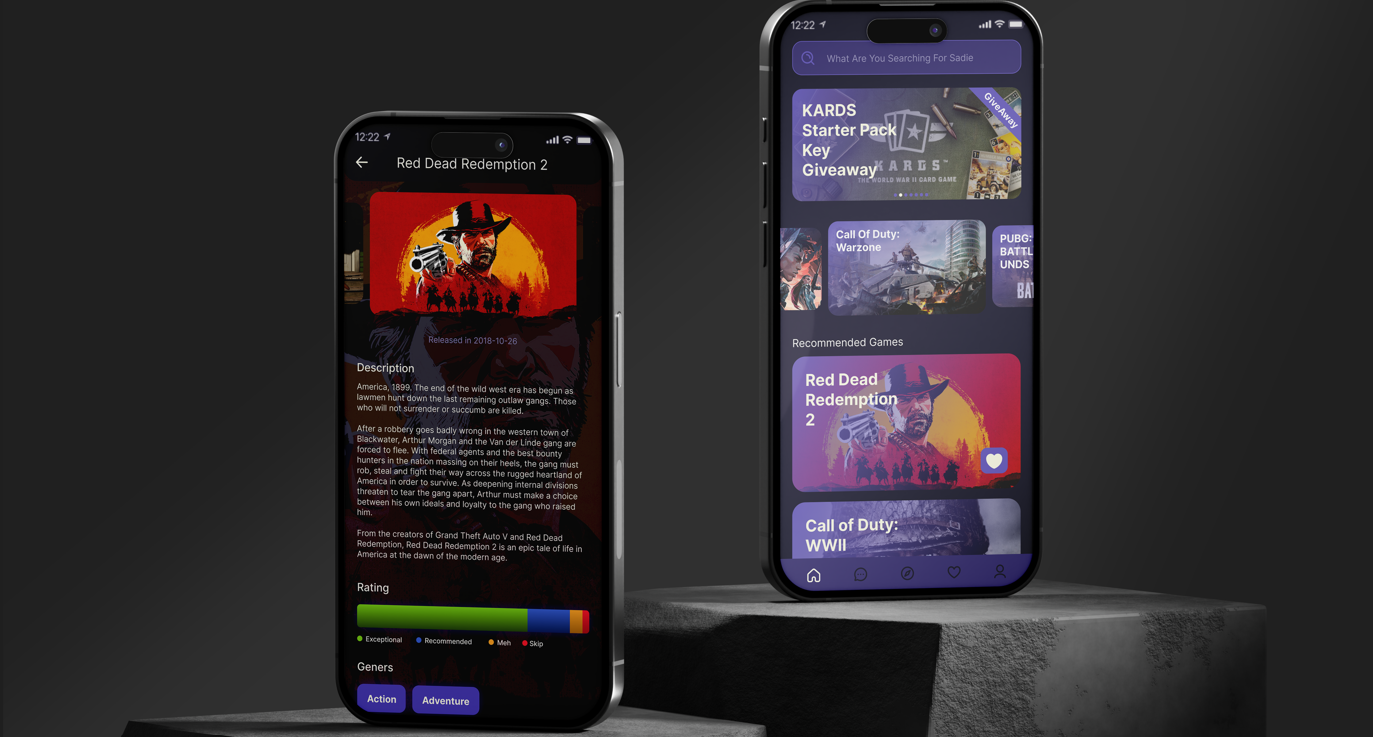 12:22
Red Dead Redemption 2
Released in 2018-10-26
Description
America, 1899. The end of the wild west era has begun as
lawmen hunt down the last remaining outlaw gangs. Those
who will not surrender or succumb are killed.
After a robbery goes badly wrong in the western town of
Blackwater, Arthur Morgan and the Van der Linde gang are
forced to flee. With federal agents and the best bounty
hunters in the nation massing on their heels, the gang must
rob, steal and fight their way across the rugged heartland of
America in order to survive. As deepening internal divisions
threaten to tear the gang apart, Arthur must make a choice
between his own ideals and loyalty to the gang who raised
him.
From the creators of Grand Theft Auto V and Red Dead
Redemption, Red Dead Redemption 2 is an epic tale of life in
America at the dawn of the modern age.
Rating
Exceptional Recommended Meh Skip
Geners
Action Adventure
12:22
What Are You Searching For Sadie
KARDS
Starter Pack
Key
Giveaway
GiveAway
KARDS™
THE WORLD WAR II CARD GAME
Call Of Duty:
Warzone
PUBG:
BATTL
UNDS
BAT
Recommended Games
Red Dead
Redemption
2
Call of Duty:
WWII